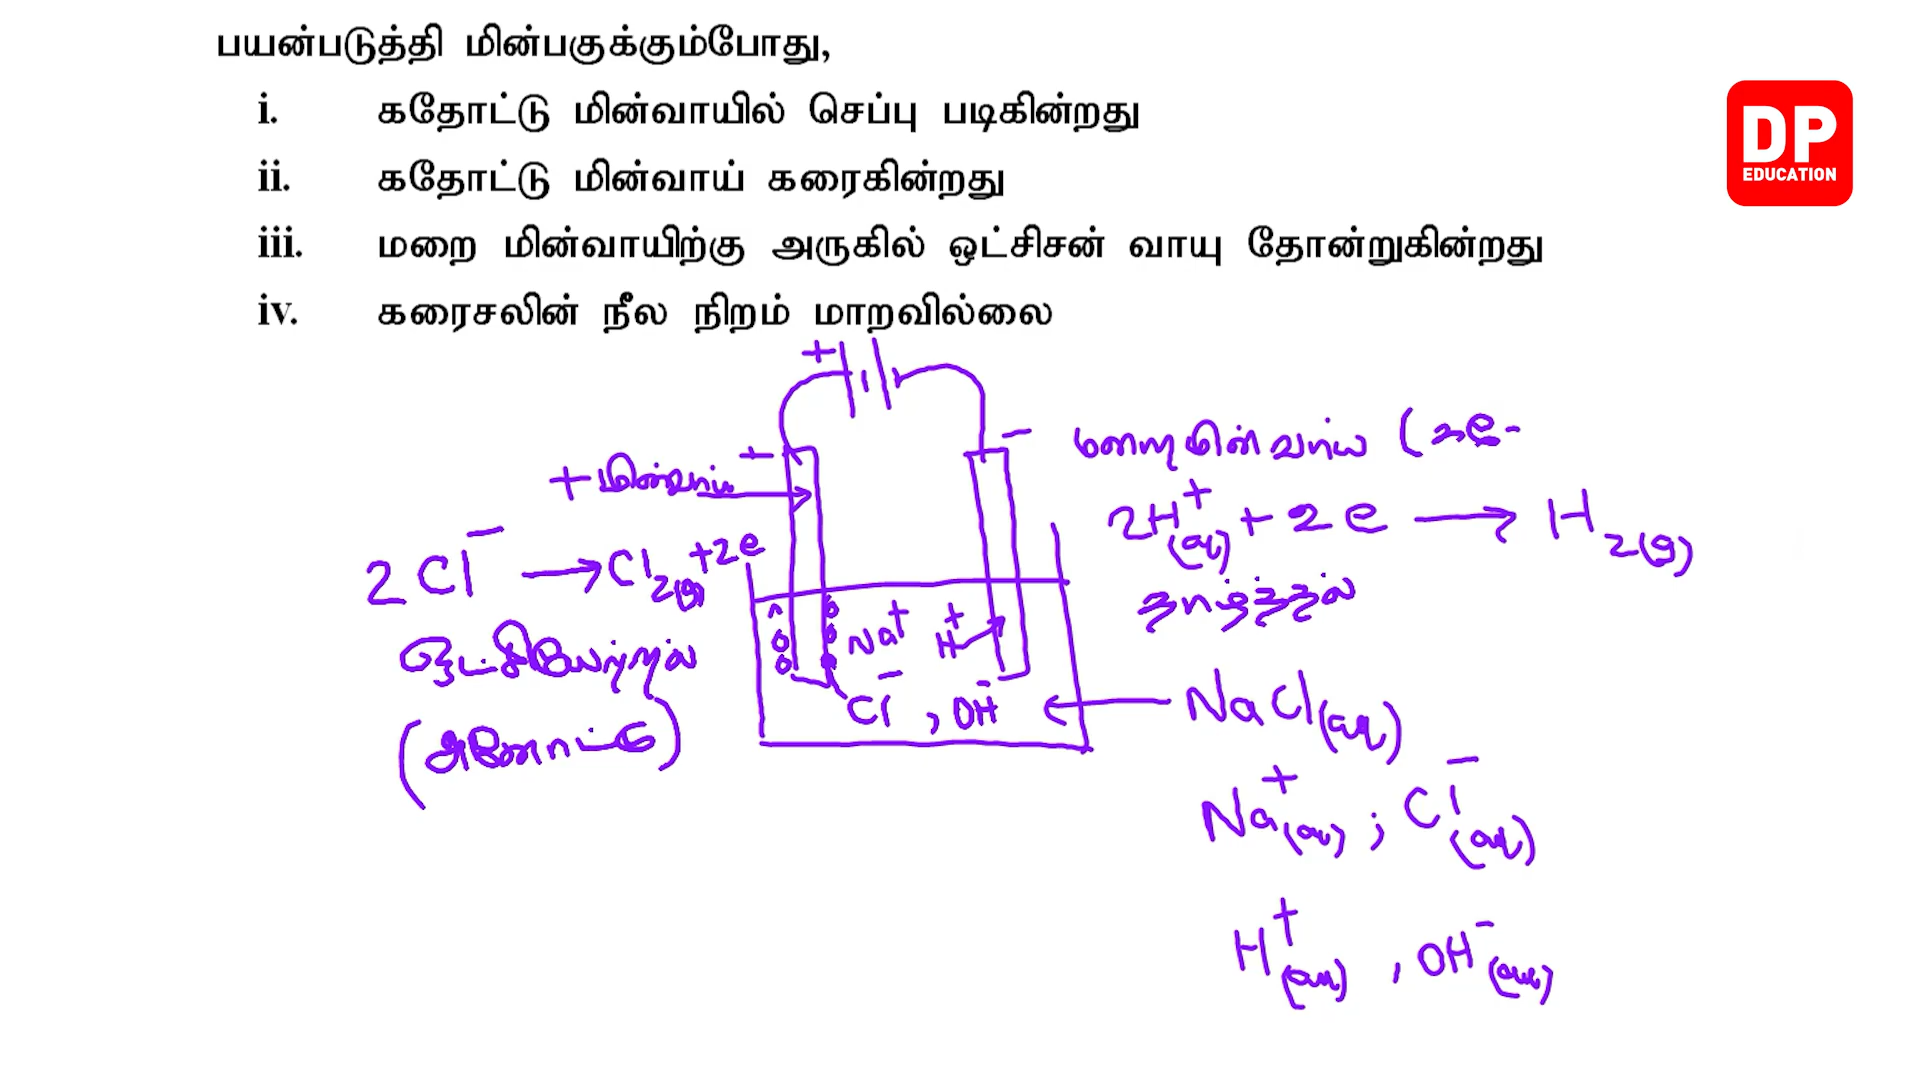 பயன்படுத்தி மின்பகுக்கும்போது,
DP
EDUCATION
i. கதோட்டு மின்வாயில் செப்பு படிகின்றது
ii. கதோட்டு மின்வாய் கரைகின்றது
iii. மறை மின்வாயிற்கு அருகில் ஒட்சிசன் வாயு தோன்றுகின்றது
iv. கரைசலின் நீல நிறம் மாறவில்லை
+
+ மின்வாய் +
− மறைமின்வாய் (
2Cl⁻ → Cl₂(g) + 2e
2H⁺(aq) + 2e → H₂(g)
ஒட்சியேற்றல்
தாழ்த்தல்
(அனோட்டு)
Na⁺ H⁺
Cl⁻, OH⁻
NaCl(aq)
Na⁺(aq) ; Cl⁻(aq)
H⁺(aq) , OH⁻(aq)